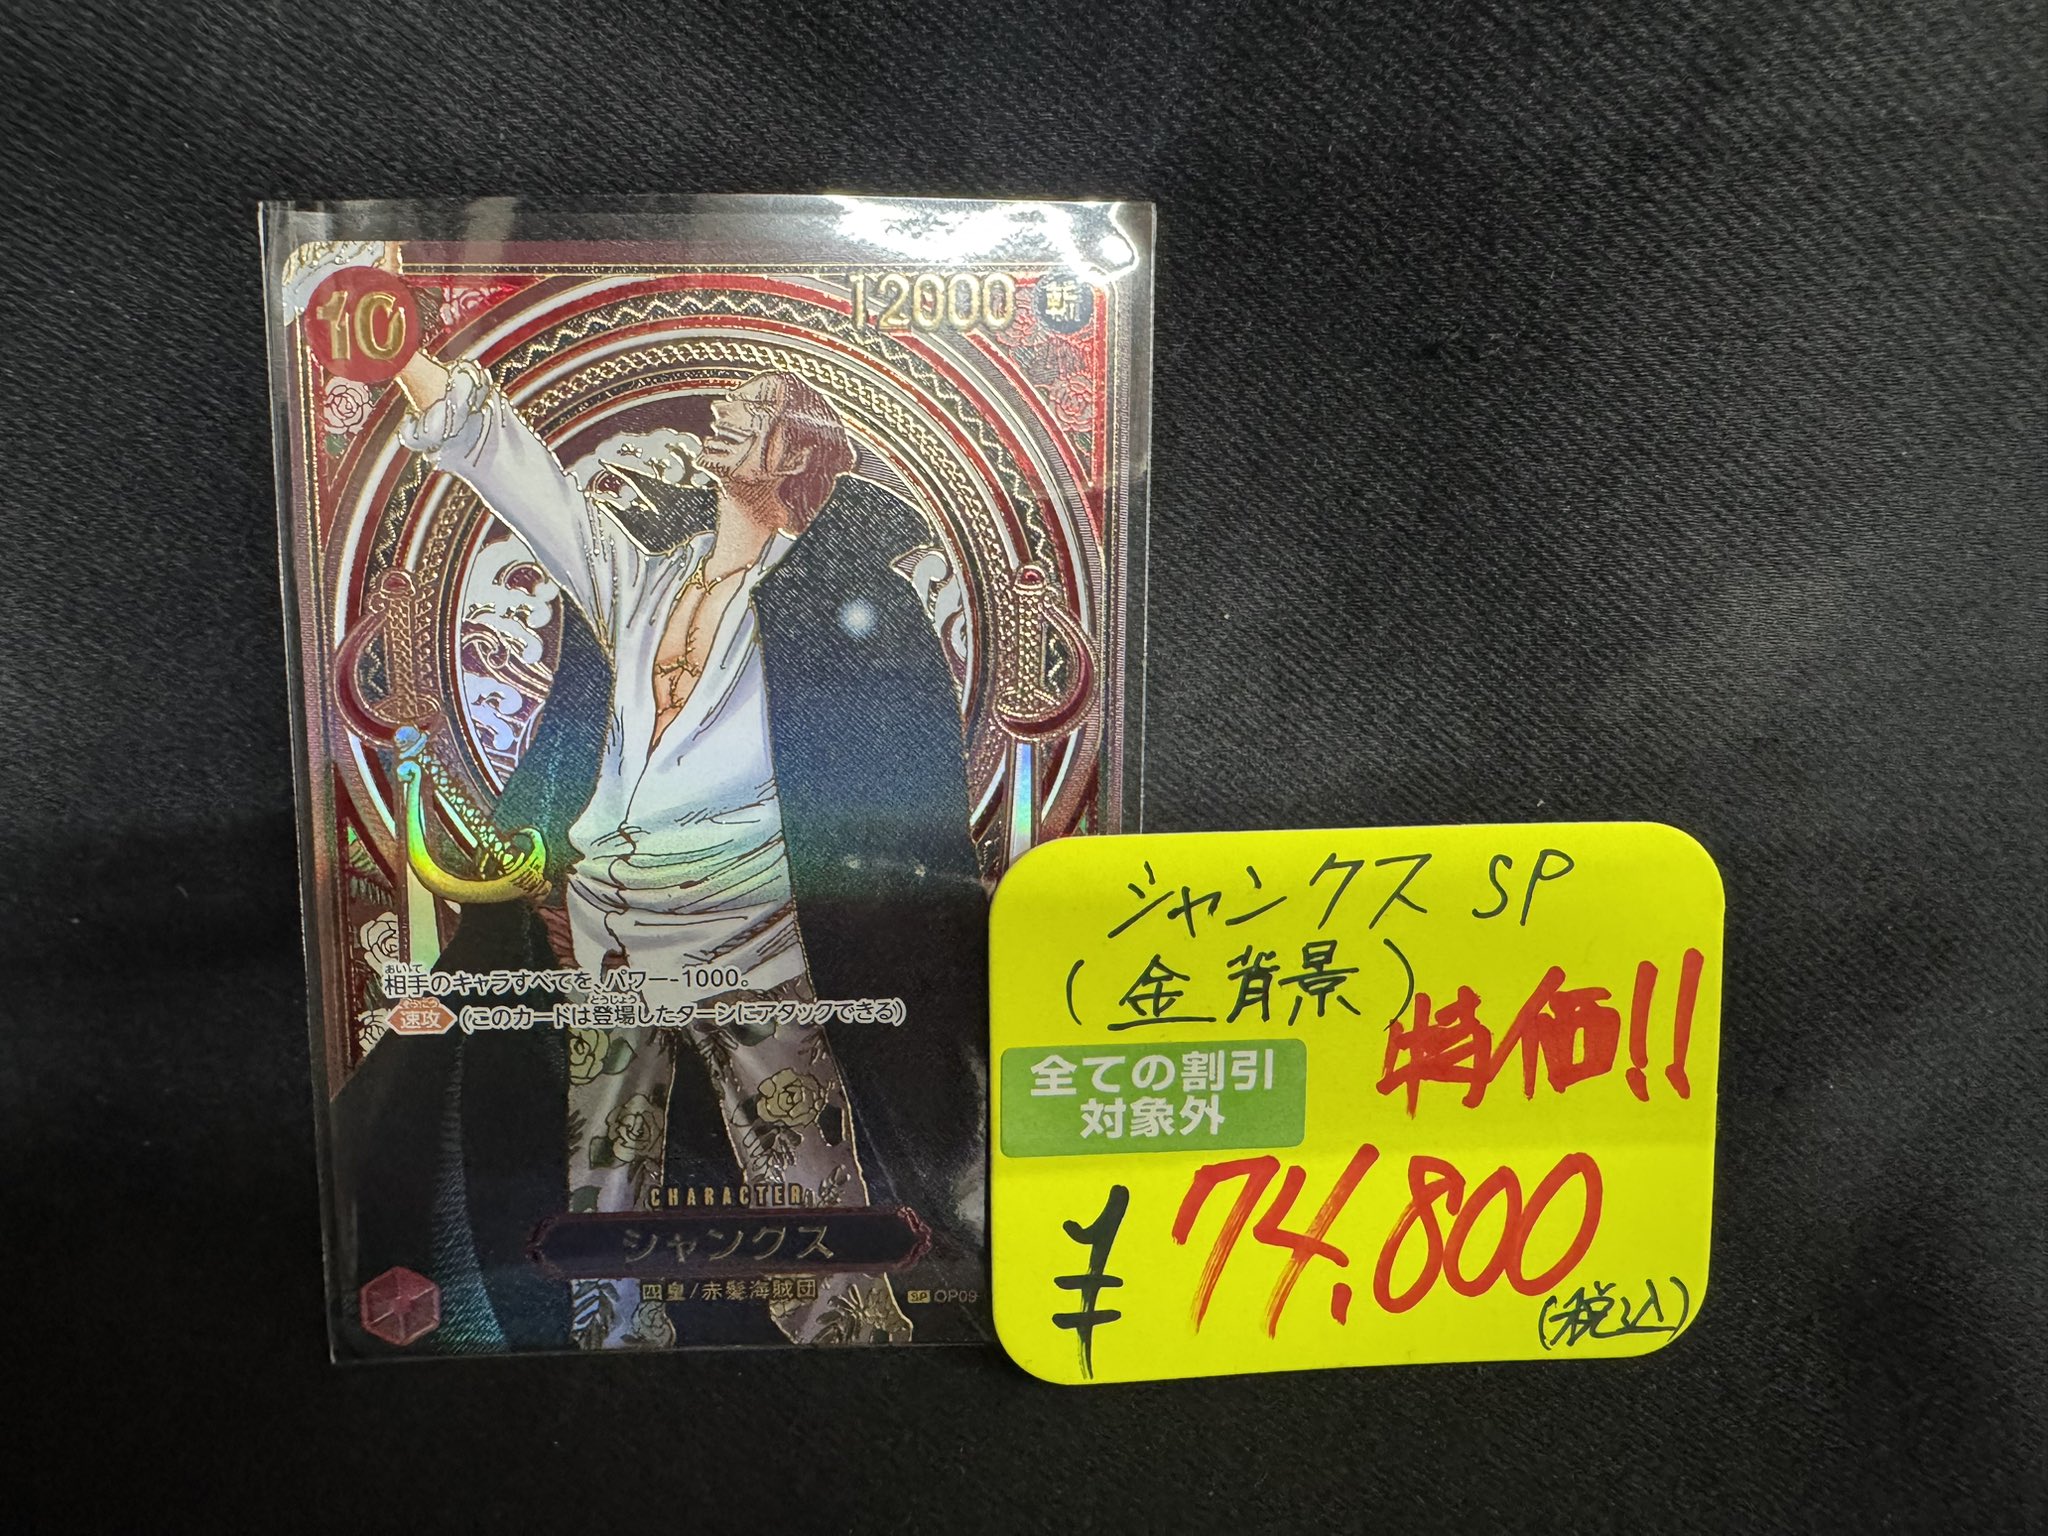 10
12000
斬
相手のキャラすべてを、パワー-1000。
速攻 (このカードは登場したターンにアタックできる)
CHARACTER
シャンクス
四皇/赤髪海賊団
SP OP09-
シャンクス SP
(金背景)
特価!!
全ての割引
対象外
¥74,800
(税込)